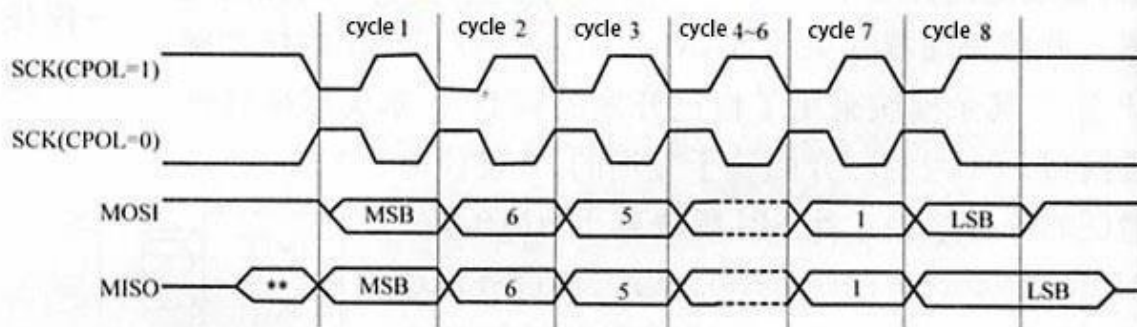 cycle 1 cycle 2 cycle 3 cycle 4~6 cycle 7 cycle 8
SCK(CPOL=1)
SCK(CPOL=0)
MOSI MSB 6 5 1 LSB
MISO ** MSB 6 5 1 LSB